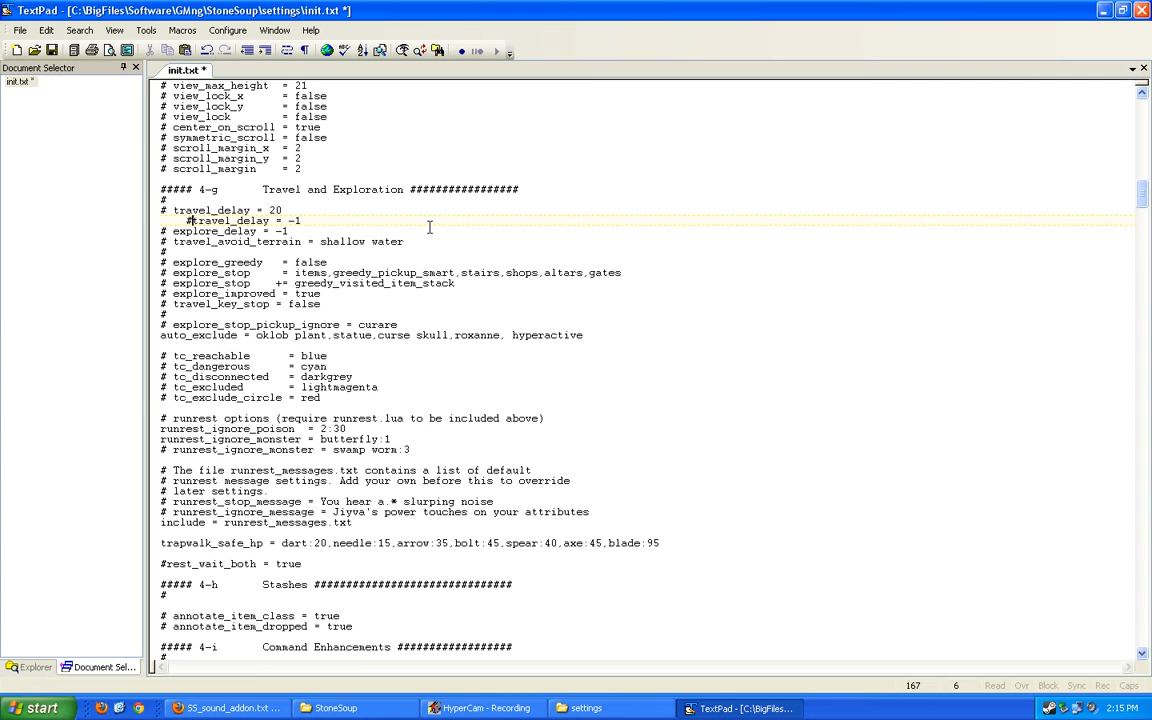 TextPad - [C:\BigFiles\Software\GMng\StoneSoup\settings\init.txt *]
File Edit Search View Tools Macros Configure Window Help
Document Selector
init.txt *
init.txt *
# view_max_height  = 21
# view_lock_x      = false
# view_lock_y      = false
# view_lock        = false
# center_on_scroll = true
# symmetric_scroll = false
# scroll_margin_x  = 2
# scroll_margin_y  = 2
# scroll_margin    = 2
##### 4-g       Travel and Exploration #################
#
# travel_delay = 20
#travel_delay = -1
# explore_delay = -1
# travel_avoid_terrain = shallow water
#
# explore_greedy   = false
# explore_stop     = items,greedy_pickup_smart,stairs,shops,altars,gates
# explore_stop    += greedy_visited_item_stack
# explore_improved = true
# travel_key_stop = false
#
# explore_stop_pickup_ignore = curare
auto_exclude = oklob plant,statue,curse skull,roxanne, hyperactive
# tc_reachable      = blue
# tc_dangerous      = cyan
# tc_disconnected   = darkgrey
# tc_excluded       = lightmagenta
# tc_exclude_circle = red
# runrest options (require runrest.lua to be included above)
runrest_ignore_poison  = 2:30
runrest_ignore_monster = butterfly:1
# runrest_ignore_monster = swamp worm:3
# The file runrest_messages.txt contains a list of default
# runrest message settings. Add your own before this to override
# later settings.
# runrest_stop_message = You hear a.* slurping noise
# runrest_ignore_message = Jiyva's power touches on your attributes
include = runrest_messages.txt
trapwalk_safe_hp = dart:20,needle:15,arrow:35,bolt:45,spear:40,axe:45,blade:95
#rest_wait_both = true
##### 4-h       Stashes ###############################
#
# annotate_item_class = true
# annotate_item_dropped = true
##### 4-i       Command Enhancements ##################
#
Explorer Document Sel...
167 6 Read Ovr Block Sync Rec Caps
start SS_sound_addon.txt ... StoneSoup HyperCam - Recording settings TextPad - [C:\BigFiles... 2:15 PM